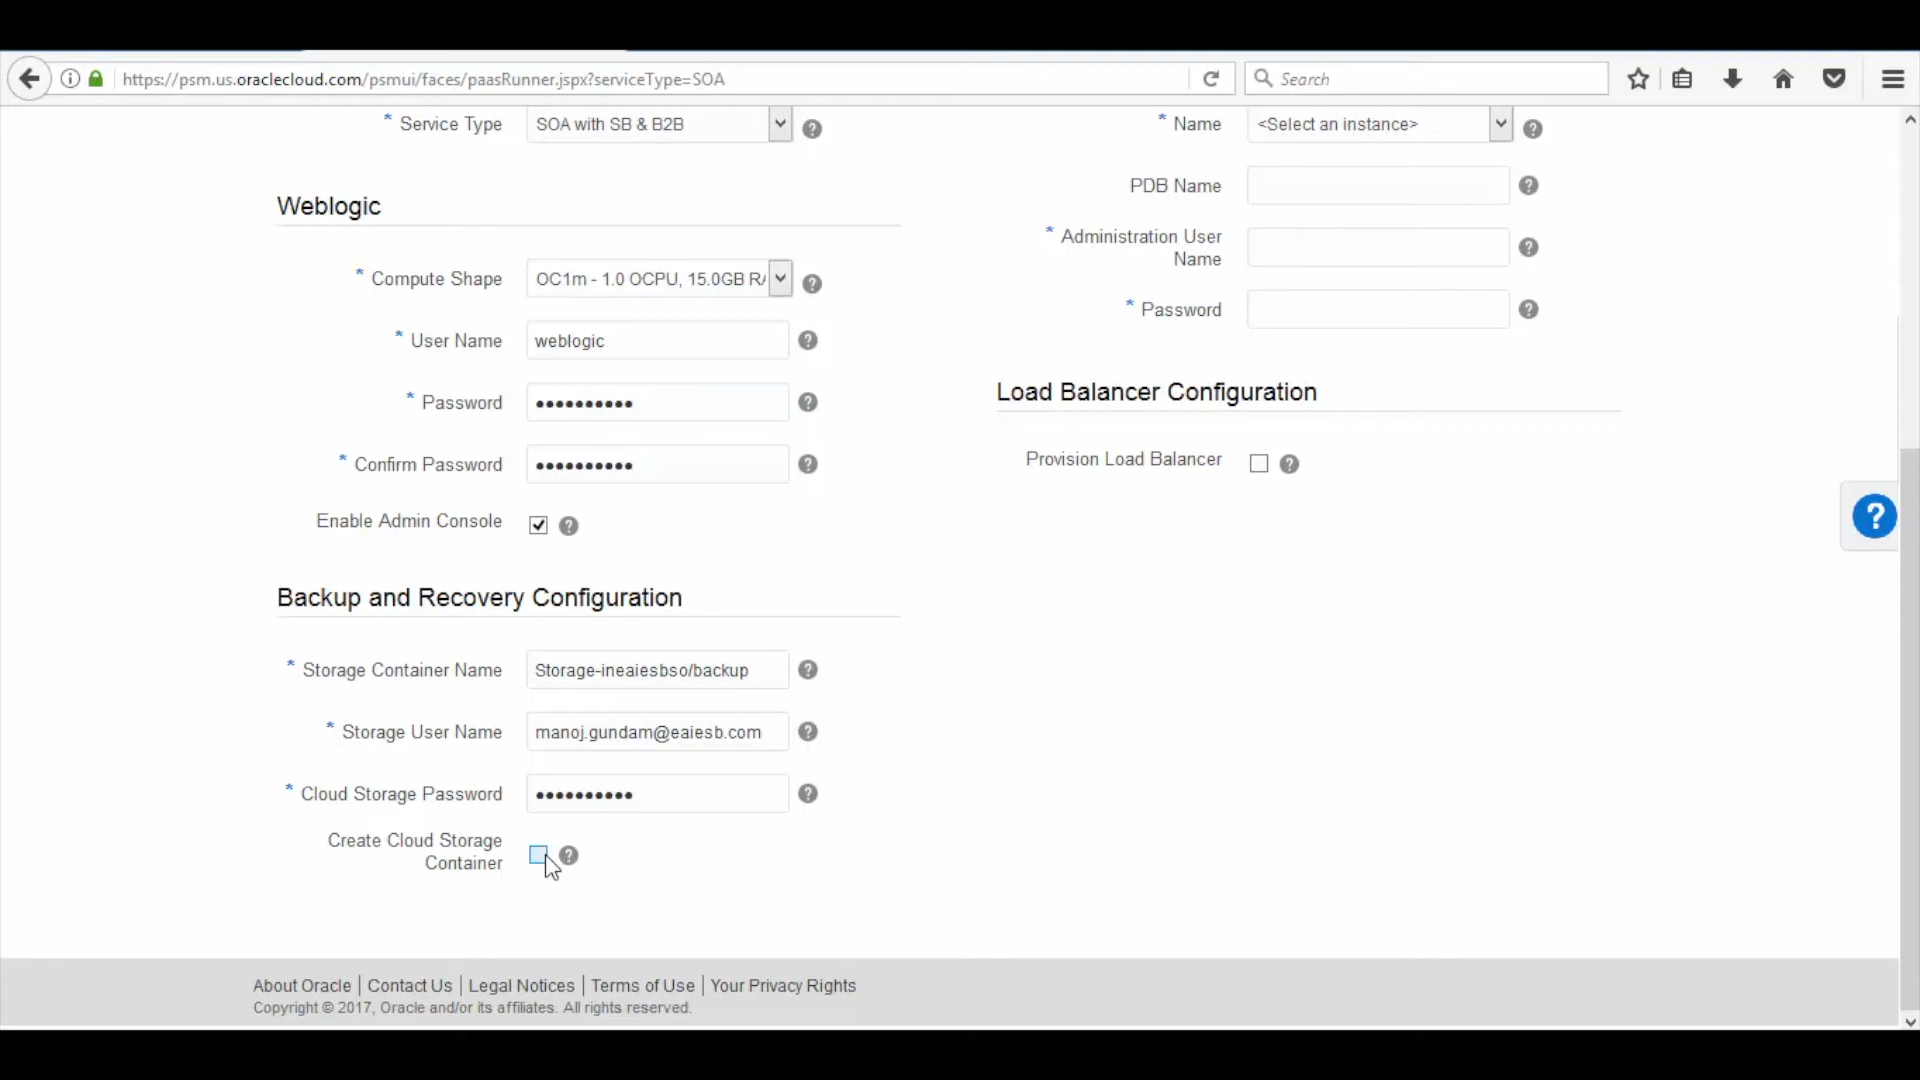 https://psm.us.oraclecloud.com/psmui/faces/paasRunner.jspx?serviceType=SOA
Search
* Service Type
SOA with SB & B2B
Weblogic
* Compute Shape
OC1m - 1.0 OCPU, 15.0GB RA
* User Name
weblogic
* Password
●●●●●●●●●●
* Confirm Password
●●●●●●●●●●
Enable Admin Console
Backup and Recovery Configuration
* Storage Container Name
Storage-ineaiesbso/backup
* Storage User Name
manoj.gundam@eaiesb.com
* Cloud Storage Password
●●●●●●●●●●
Create Cloud Storage
Container
* Name
<Select an instance>
PDB Name
* Administration User
Name
* Password
Load Balancer Configuration
Provision Load Balancer
About Oracle | Contact Us | Legal Notices | Terms of Use | Your Privacy Rights
Copyright © 2017, Oracle and/or its affiliates. All rights reserved.